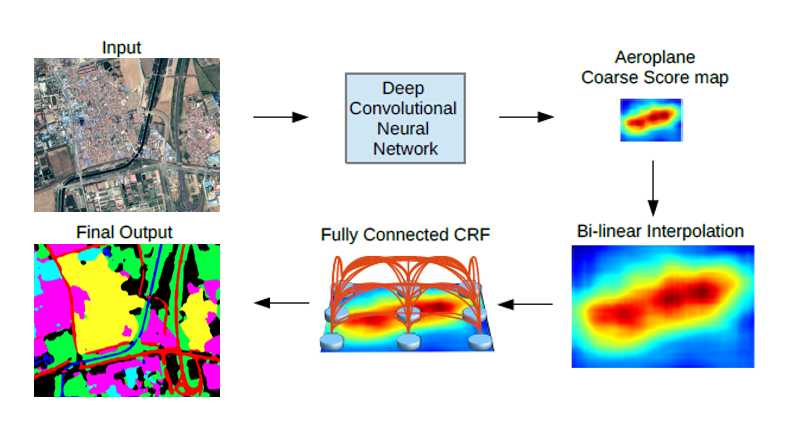 Input
Deep
Convolutional
Neural
Network
Aeroplane
Coarse Score map
Bi-linear Interpolation
Fully Connected CRF
Final Output